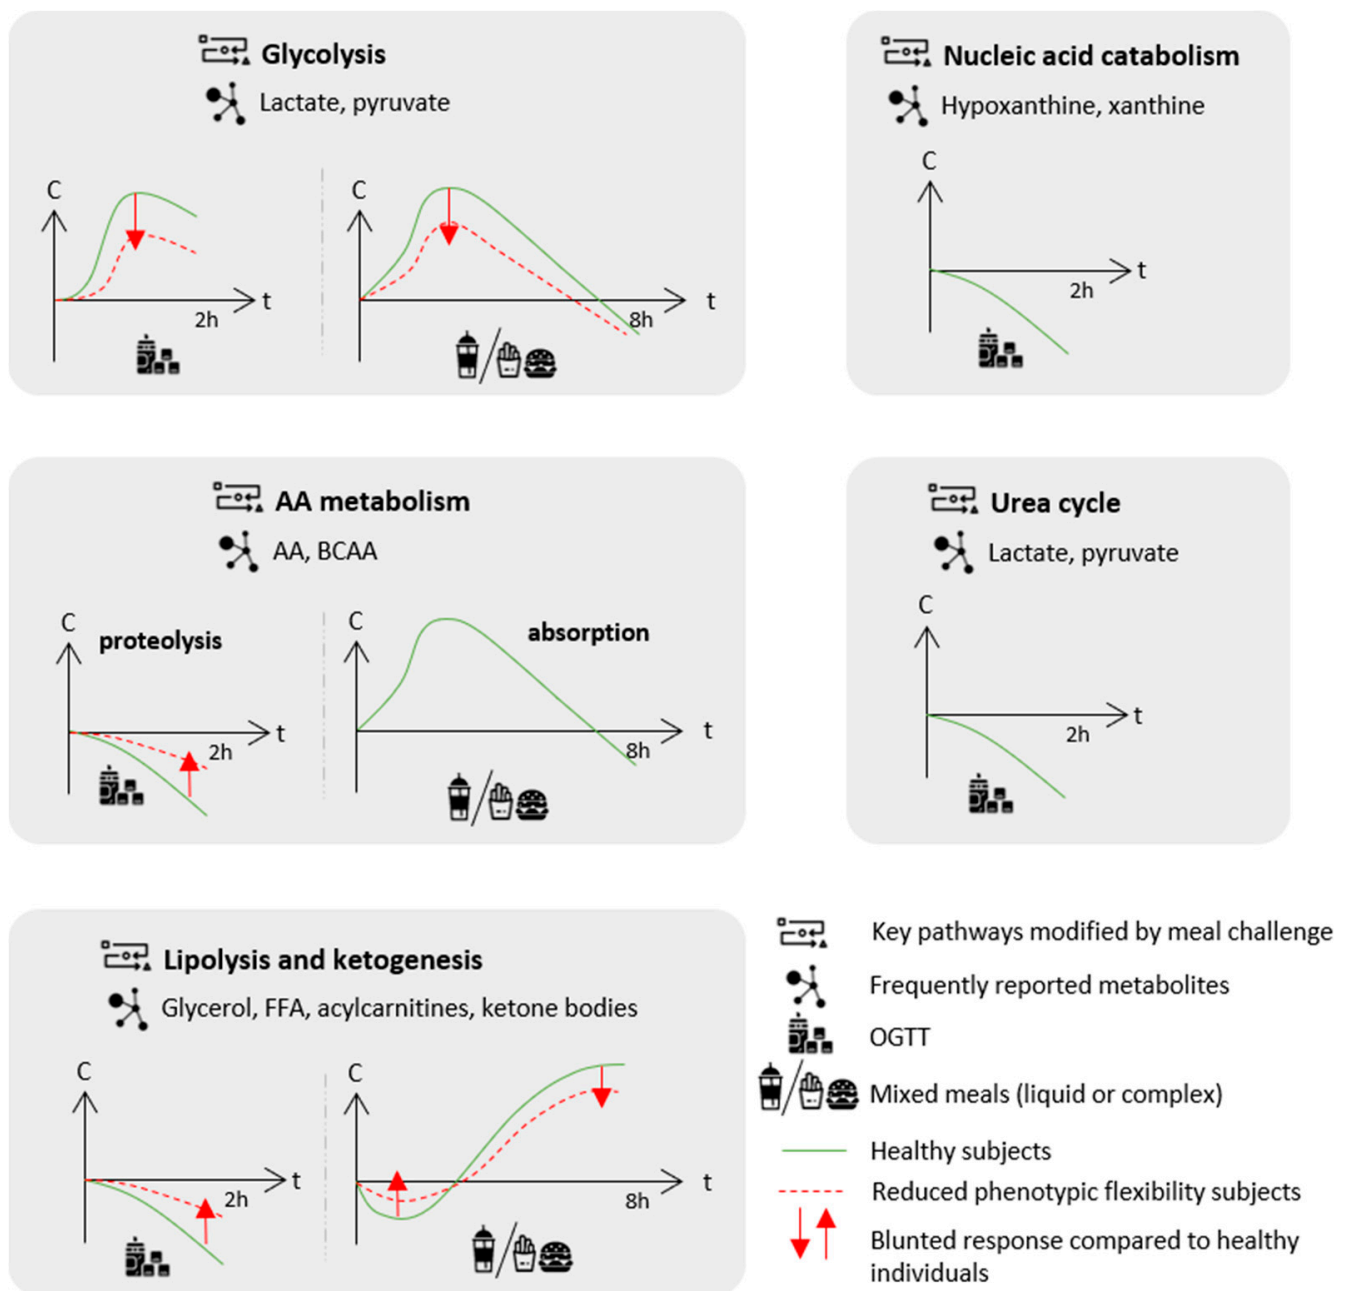 Glycolysis
Lactate, pyruvate
C
2h
t
C
8h
t
Nucleic acid catabolism
Hypoxanthine, xanthine
C
2h
t
AA metabolism
AA, BCAA
C
proteolysis
2h
t
C
absorption
8h
t
Urea cycle
Lactate, pyruvate
C
2h
t
Lipolysis and ketogenesis
Glycerol, FFA, acylcarnitines, ketone bodies
C
2h
t
C
8h
t
Key pathways modified by meal challenge
Frequently reported metabolites
OGTT
Mixed meals (liquid or complex)
Healthy subjects
Reduced phenotypic flexibility subjects
Blunted response compared to healthy
individuals